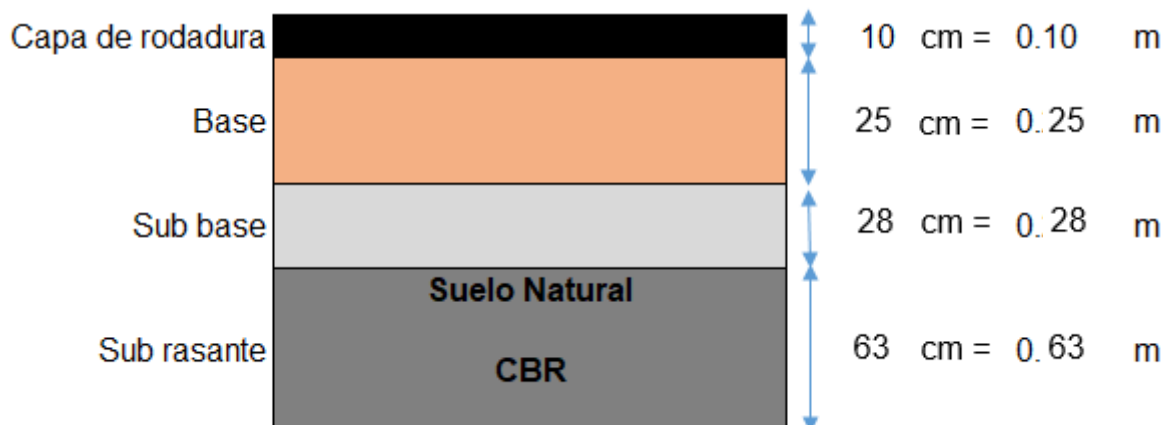 Capa de rodadura 10 cm = 0.10 m
Base 25 cm = 0.25 m
Sub base 28 cm = 0.28 m
Suelo Natural
Sub rasante 63 cm = 0.63 m
CBR